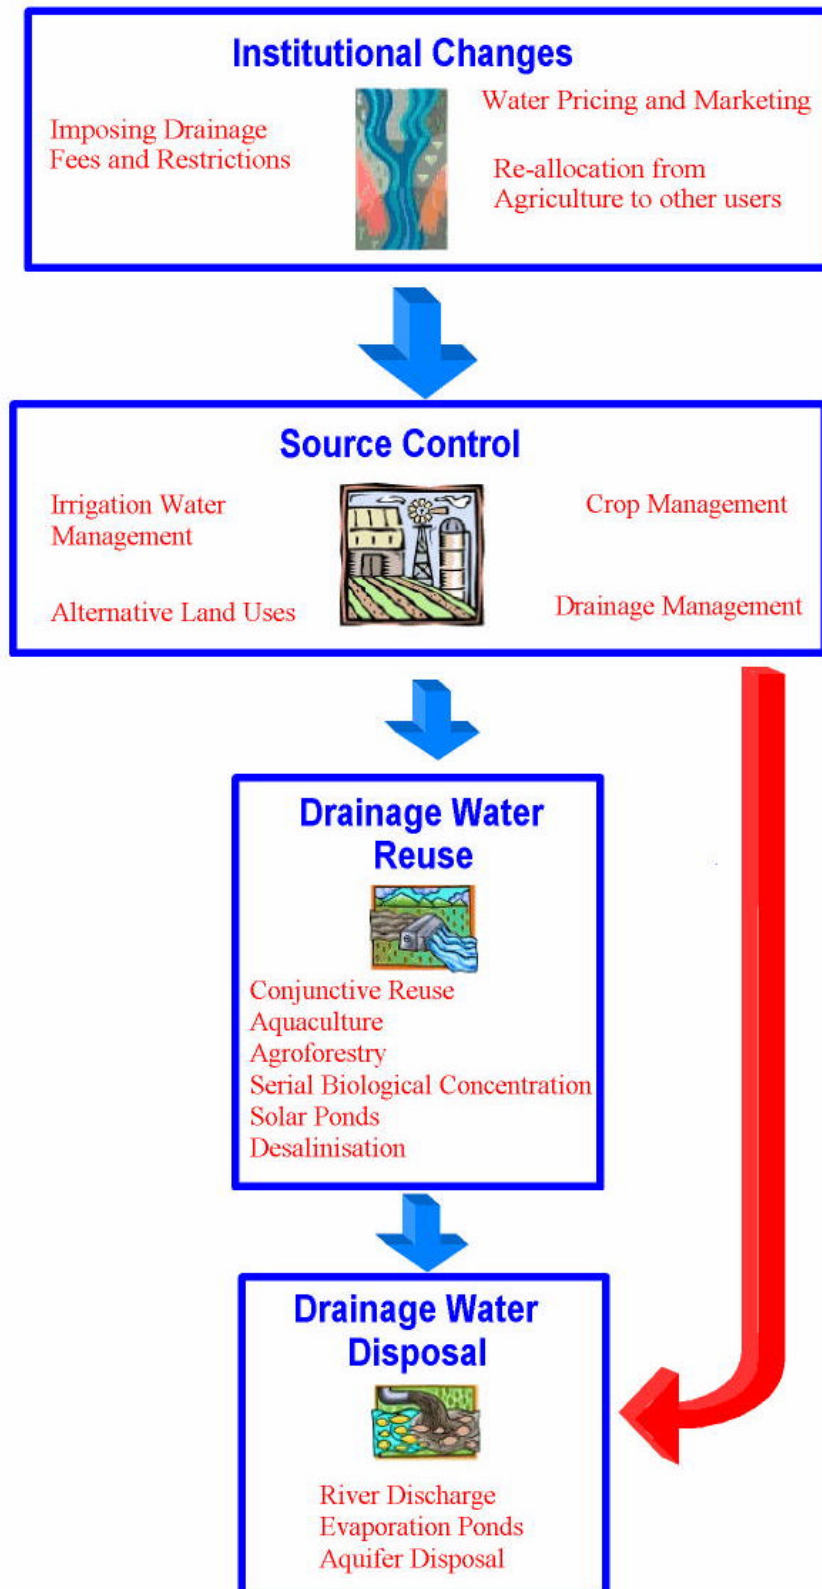 Institutional Changes
Imposing Drainage
Fees and Restrictions
Water Pricing and Marketing
Re-allocation from
Agriculture to other users
Source Control
Irrigation Water
Management
Alternative Land Uses
Crop Management
Drainage Management
Drainage Water
Reuse
Conjunctive Reuse
Aquaculture
Agroforestry
Serial Biological Concentration
Solar Ponds
Desalinisation
Drainage Water
Disposal
River Discharge
Evaporation Ponds
Aquifer Disposal